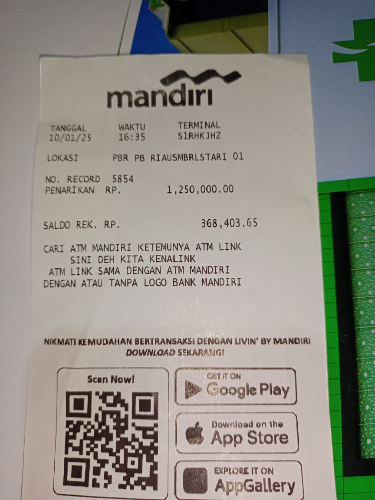 mandiri
TANGGAL WAKTU TERMINAL
10/01/25 16:35 S1RHKJHZ
LOKASI PBR PB RIAUSMBRLSTARI 01
NO. RECORD 5854
PENARIKAN RP. 1,250,000.00
SALDO REK. RP. 368,403.65
CARI ATM MANDIRI KETEMUNYA ATM LINK
SINI DEH KITA KENALINK
ATM LINK SAMA DENGAN ATM MANDIRI
DENGAN ATAU TANPA LOGO BANK MANDIRI
NIKMATI KEMUDAHAN BERTRANSAKSI DENGAN LIVIN' BY MANDIRI
DOWNLOAD SEKARANG!
Scan Now!
GET IT ON
Google Play
Download on the
App Store
EXPLORE IT ON
AppGallery